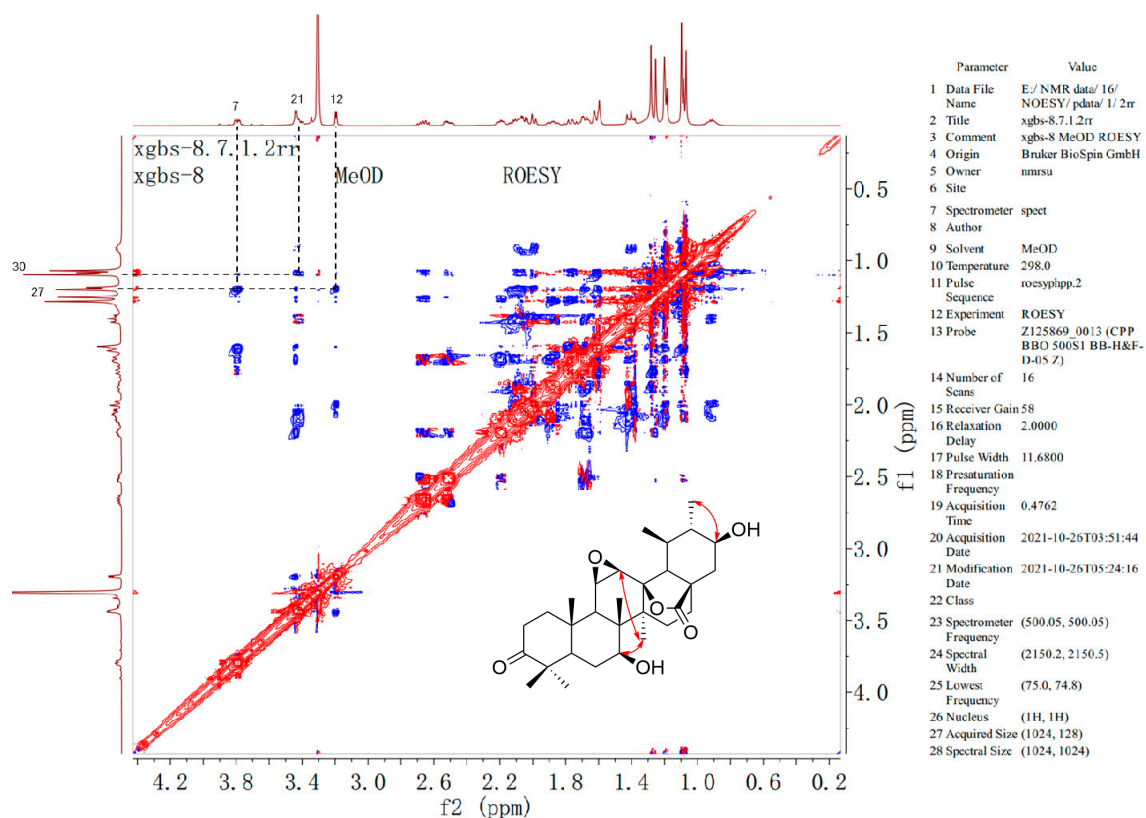 7 21 12
xgbs-8.7.1.2rr
xgbs-8 MeOD ROESY
30
27
0.5
1.0
1.5
2.0
2.5
3.0
3.5
4.0
f1 (ppm)
OH
O
O
O
O
OH
4.2 3.8 3.4 3.0 2.6 2.2 1.8 1.4 1.0 0.6 0.2
f2 (ppm)
Parameter Value
1 Data File E:/ NMR data/ 16/
Name NOESY/ pdata/ 1/ 2rr
2 Title xgbs-8.7.1.2rr
3 Comment xgbs-8 MeOD ROESY
4 Origin Bruker BioSpin GmbH
5 Owner nmrsu
6 Site
7 Spectrometer spect
8 Author
9 Solvent MeOD
10 Temperature 298.0
11 Pulse roesyphpp.2
Sequence
12 Experiment ROESY
13 Probe Z125869_0013 (CPP
BBO 500S1 BB-H&F-
D-05 Z)
14 Number of 16
Scans
15 Receiver Gain 58
16 Relaxation 2.0000
Delay
17 Pulse Width 11.6800
18 Presaturation
Frequency
19 Acquisition 0.4762
Time
20 Acquisition 2021-10-26T03:51:44
Date
21 Modification 2021-10-26T05:24:16
Date
22 Class
23 Spectrometer (500.05, 500.05)
Frequency
24 Spectral (2150.2, 2150.5)
Width
25 Lowest (75.0, 74.8)
Frequency
26 Nucleus (1H, 1H)
27 Acquired Size (1024, 128)
28 Spectral Size (1024, 1024)